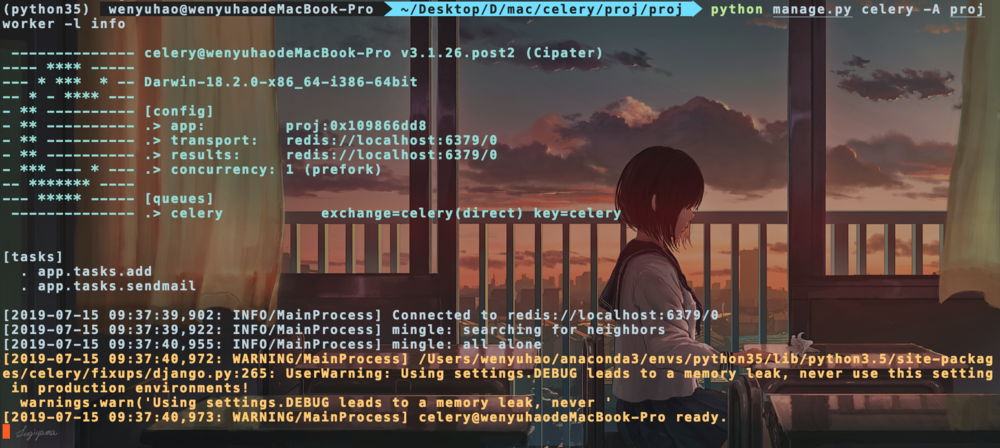 (python35) wenyuhao@wenyuhaodeMacBook-Pro ~/Desktop/D/mac/celery/proj/proj python manage.py celery -A proj
worker -l info
 -------------- celery@wenyuhaodeMacBook-Pro v3.1.26.post2 (Cipater)
---- **** -----
--- * ***  * -- Darwin-18.2.0-x86_64-i386-64bit
-- * - **** ---
- ** ---------- [config]
- ** ---------- .> app:         proj:0x109866dd8
- ** ---------- .> transport:   redis://localhost:6379/0
- ** ---------- .> results:     redis://localhost:6379/0
- *** --- * --- .> concurrency: 1 (prefork)
-- ******* ----
--- ***** ----- [queues]
 -------------- .> celery           exchange=celery(direct) key=celery
[tasks]
  . app.tasks.add
  . app.tasks.sendmail
[2019-07-15 09:37:39,902: INFO/MainProcess] Connected to redis://localhost:6379/0
[2019-07-15 09:37:39,922: INFO/MainProcess] mingle: searching for neighbors
[2019-07-15 09:37:40,955: INFO/MainProcess] mingle: all alone
[2019-07-15 09:37:40,972: WARNING/MainProcess] /Users/wenyuhao/anaconda3/envs/python35/lib/python3.5/site-packag
es/celery/fixups/django.py:265: UserWarning: Using settings.DEBUG leads to a memory leak, never use this setting
 in production environments!
  warnings.warn('Using settings.DEBUG leads to a memory leak, never '
[2019-07-15 09:37:40,973: WARNING/MainProcess] celery@wenyuhaodeMacBook-Pro ready.